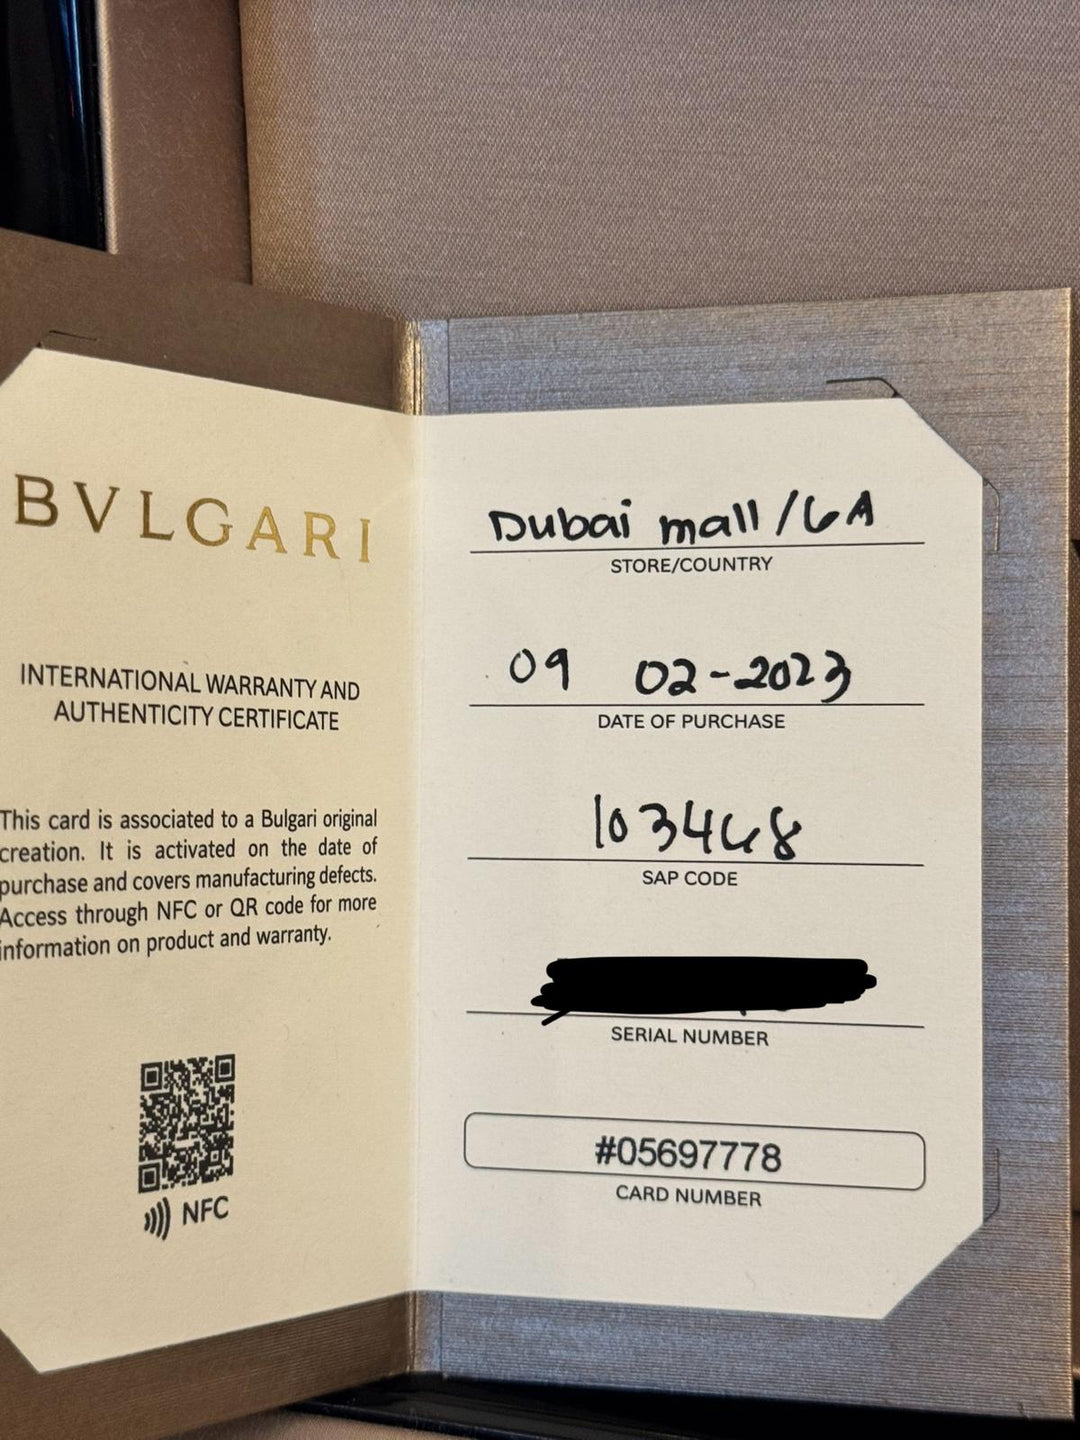 BVLGARI
INTERNATIONAL WARRANTY AND
AUTHENTICITY CERTIFICATE
This card is associated to a Bulgari original
creation. It is activated on the date of
purchase and covers manufacturing defects.
Access through NFC or QR code for more
information on product and warranty.
NFC
Dubai mall /
STORE/COUNTRY
09 02-2023
DATE OF PURCHASE
103468
SAP CODE
SERIAL NUMBER
#05697778
CARD NUMBER